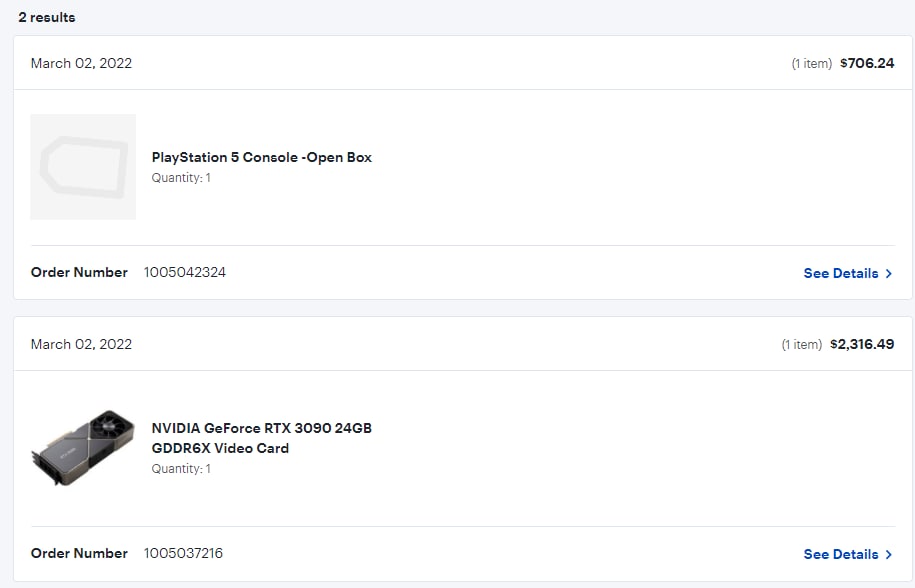 2 results
March 02, 2022 (1 item) $706.24
PlayStation 5 Console -Open Box
Quantity: 1
Order Number 1005042324 See Details
March 02, 2022 (1 item) $2,316.49
NVIDIA GeForce RTX 3090 24GB
GDDR6X Video Card
Quantity: 1
Order Number 1005037216 See Details